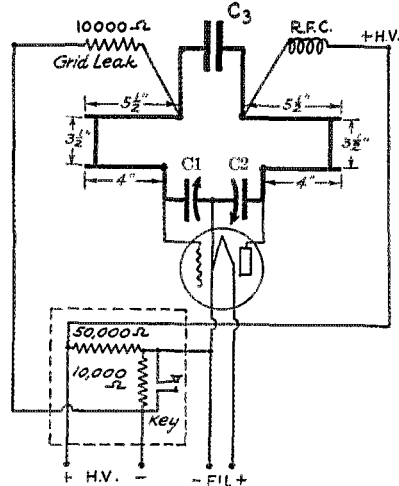 C3
10000 Ω
Grid Leak
R.F.C.
+H.V.
5½"
5½"
3½"
3½"
C1 C2
4"
4"
50,000Ω
10,000
Ω
Key
+ H.V. -
- FIL +